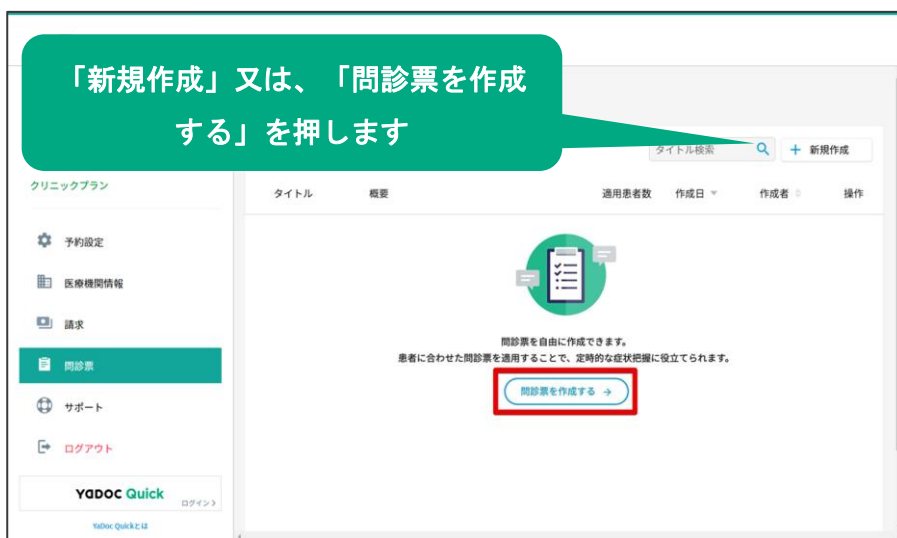 「新規作成」又は、「問診票を作成
する」を押します
タイトル検索
+ 新規作成
クリニックプラン
タイトル 概要 適用患者数 作成日 作成者 操作
予約設定
医療機関情報
請求
問診票
サポート
ログアウト
問診票を自由に作成できます。
患者に合わせた問診票を適用することで、定時的な症状把握に役立てられます。
問診票を作成する →
YaDOC Quick
ログイン >
YaDoc Quickとは